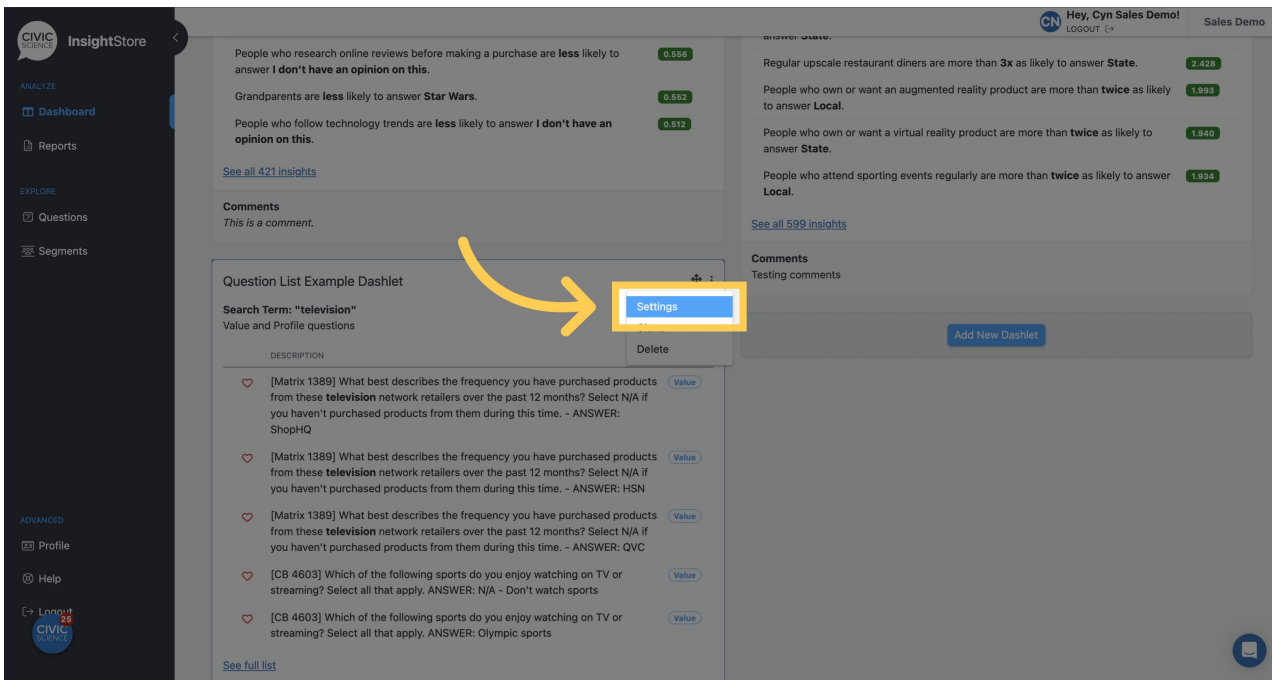 CIVIC
SCIENCE
InsightStore
ANALYZE
Dashboard
Reports
EXPLORE
Questions
Segments
ADVANCED
Profile
Help
Logout
25
CIVIC
SCIENCE
CN
Hey, Cyn Sales Demo!
LOGOUT
Sales Demo
People who research online reviews before making a purchase are less likely to
answer I don't have an opinion on this.
0.556
Grandparents are less likely to answer Star Wars.
0.552
People who follow technology trends are less likely to answer I don't have an
opinion on this.
0.512
See all 421 insights
Comments
This is a comment.
Question List Example Dashlet
Search Term: "television"
Value and Profile questions
Settings
Delete
DESCRIPTION
[Matrix 1389] What best describes the frequency you have purchased products
from these television network retailers over the past 12 months? Select N/A if
you haven't purchased products from them during this time. - ANSWER:
ShopHQ
Value
[Matrix 1389] What best describes the frequency you have purchased products
from these television network retailers over the past 12 months? Select N/A if
you haven't purchased products from them during this time. - ANSWER: HSN
Value
[Matrix 1389] What best describes the frequency you have purchased products
from these television network retailers over the past 12 months? Select N/A if
you haven't purchased products from them during this time. - ANSWER: QVC
Value
[CB 4603] Which of the following sports do you enjoy watching on TV or
streaming? Select all that apply. ANSWER: N/A - Don't watch sports
Value
[CB 4603] Which of the following sports do you enjoy watching on TV or
streaming? Select all that apply. ANSWER: Olympic sports
Value
See full list
answer State.
Regular upscale restaurant diners are more than 3x as likely to answer State.
2.428
People who own or want an augmented reality product are more than twice as likely
to answer Local.
1.993
People who own or want a virtual reality product are more than twice as likely to
answer State.
1.940
People who attend sporting events regularly are more than twice as likely to answer
Local.
1.934
See all 599 insights
Comments
Testing comments
Add New Dashlet